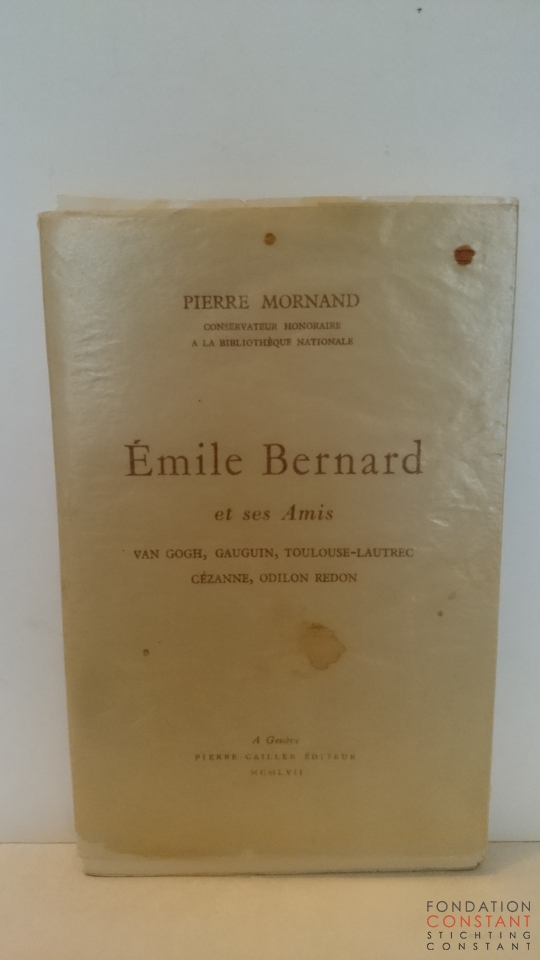 PIERRE MORNAND
CONSERVATEUR HONORAIRE
A LA BIBLIOTHÈQUE NATIONALE
Émile Bernard
et ses Amis
VAN GOGH, GAUGUIN, TOULOUSE-LAUTREC
CÉZANNE, ODILON REDON
A Genève
PIERRE CAILLER ÉDITEUR
MCMLVII
FONDATION
CONSTANT
STICHTING
CONSTANT